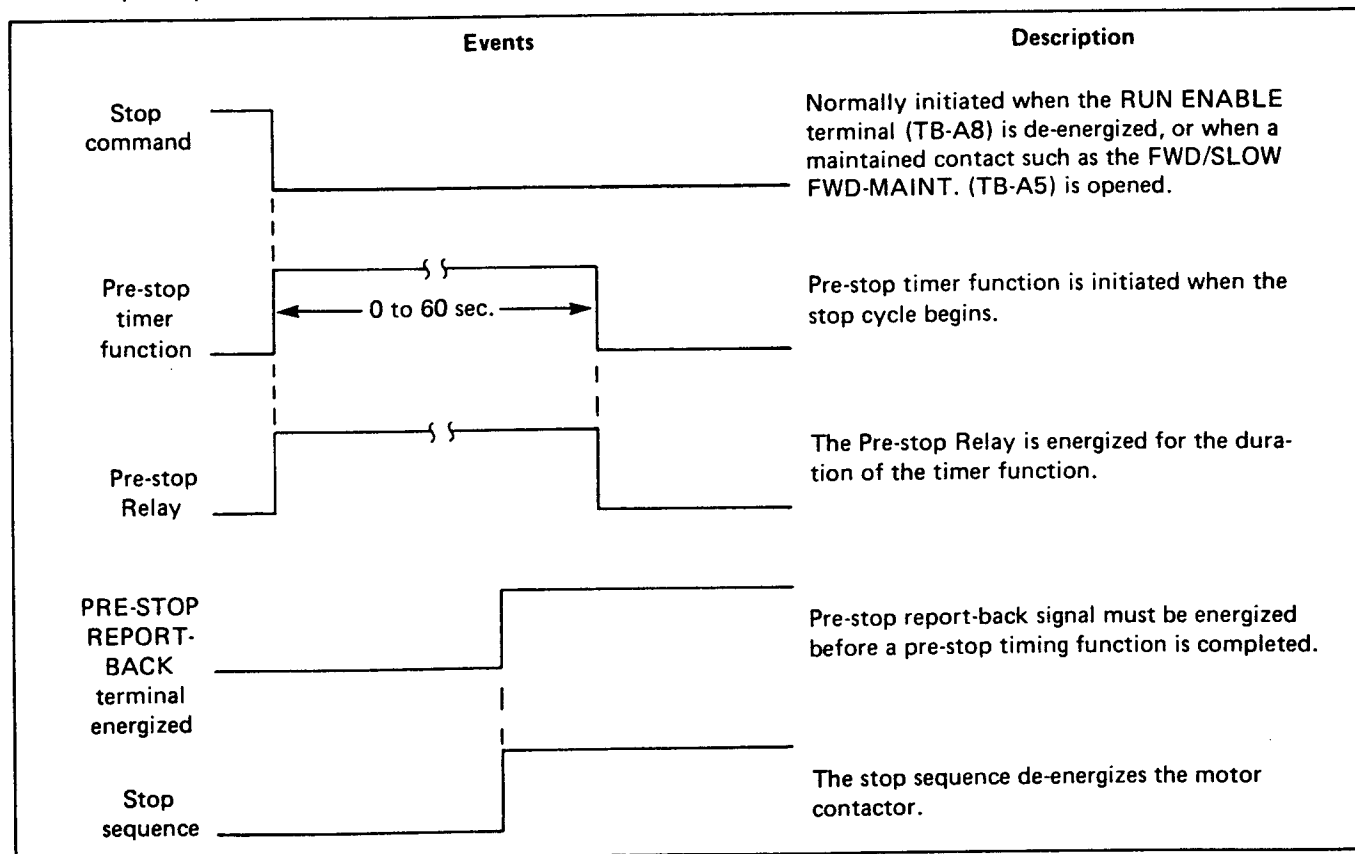 Events
Description
Stop
command
Normally initiated when the RUN ENABLE
terminal (TB-A8) is de-energized, or when a
maintained contact such as the FWD/SLOW
FWD-MAINT. (TB-A5) is opened.
Pre-stop
timer
function
0 to 60 sec.
Pre-stop timer function is initiated when the
stop cycle begins.
Pre-stop
Relay
The Pre-stop Relay is energized for the dura-
tion of the timer function.
PRE-STOP
REPORT-
BACK
terminal
energized
Pre-stop report-back signal must be energized
before a pre-stop timing function is completed.
Stop
sequence
The stop sequence de-energizes the motor
contactor.